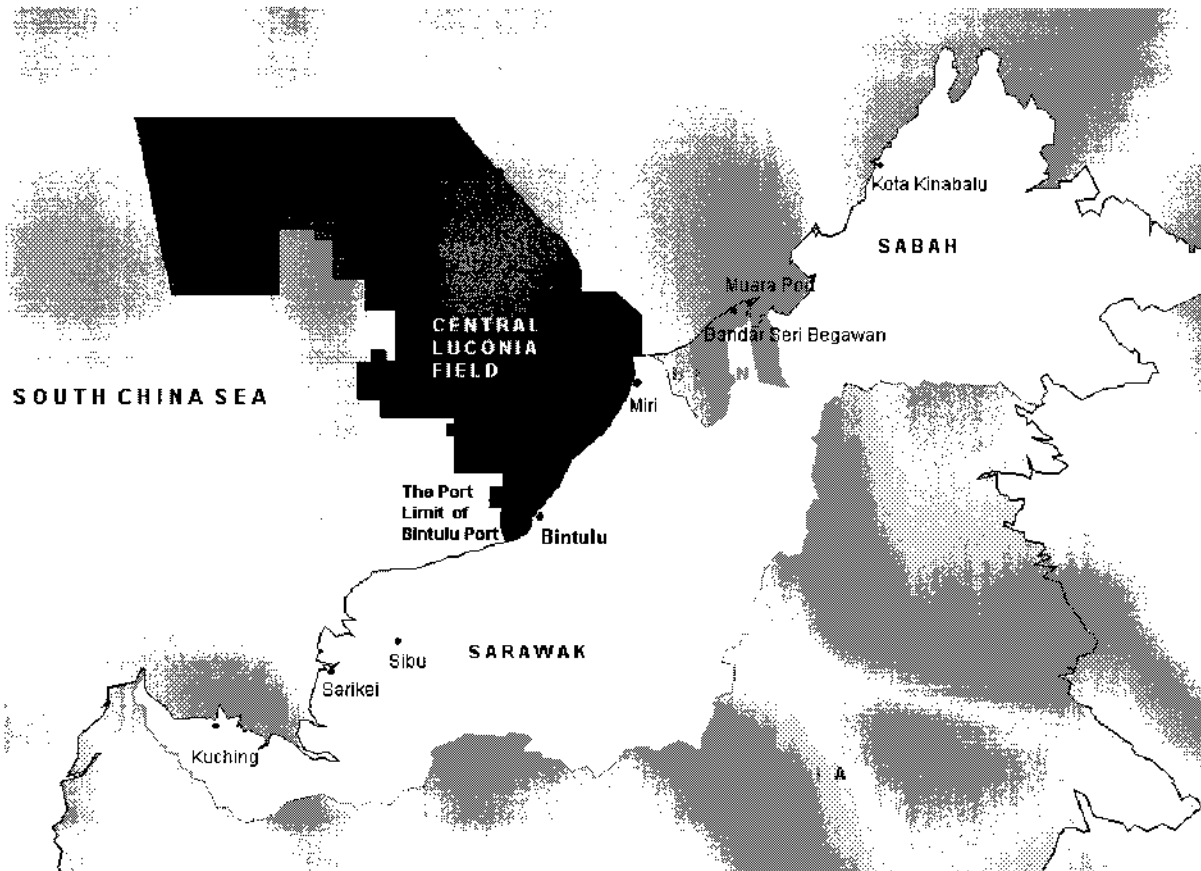 Kota Kinabalu
SABAH
Muara Port
Bandar Seri Begawan
CENTRAL
LUCONIA
FIELD
SOUTH CHINA SEA
Miri
The Port
Limit of
Bintulu Port
Bintulu
Sibu
SARAWAK
Sarikei
Kuching